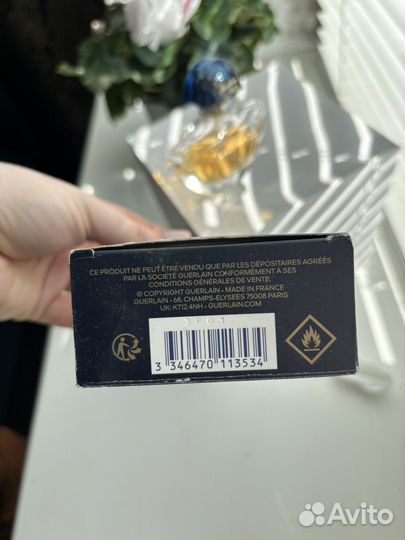 CE PRODUIT NE PEUT ÊTRE VENDU QUE PAR LES DÉPOSITAIRES AGRÉÉS
PAR LA SOCIÉTÉ GUERLAIN CONFORMÉMENT À SES
CONDITIONS GÉNÉRALES DE VENTE.
© COPYRIGHT GUERLAIN - MADE IN FRANCE
GUERLAIN - 68, CHAMPS-ELYSEES 75008 PARIS
UK: KT12 4NH - GUERLAIN.COM
3F01
3 346470 113534
Avito